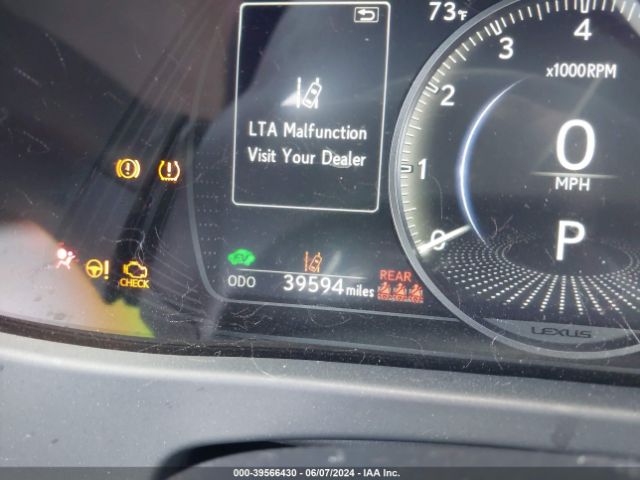 73°F
4
3
x1000RPM
2
LTA Malfunction
Visit Your Dealer
0
MPH
1
P
0
EV
CHECK
ODO 39594 miles
REAR
LEXUS
000-39566430 - 06/07/2024 - IAA Inc.